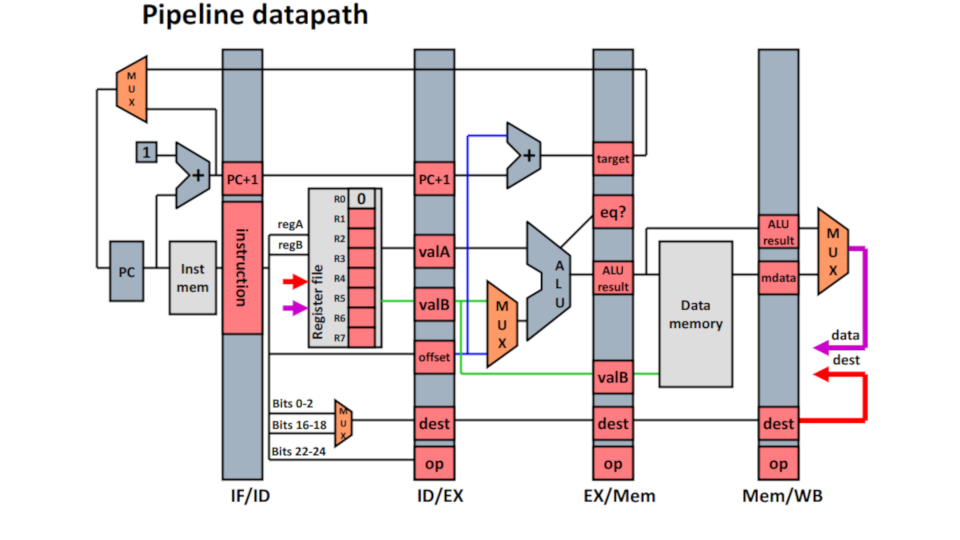 Pipeline datapath
M
U
X
1
+
PC+1
PC
Inst
mem
instruction
regA
regB
R0
0
R1
R2
R3
R4
R5
R6
R7
Register file
Bits 0-2
Bits 16-18
Bits 22-24
M
U
X
PC+1
valA
valB
offset
dest
op
+
M
U
X
A
L
U
target
eq?
ALU
result
valB
dest
op
Data
memory
ALU
result
mdata
dest
op
M
U
X
data
dest
IF/ID
ID/EX
EX/Mem
Mem/WB